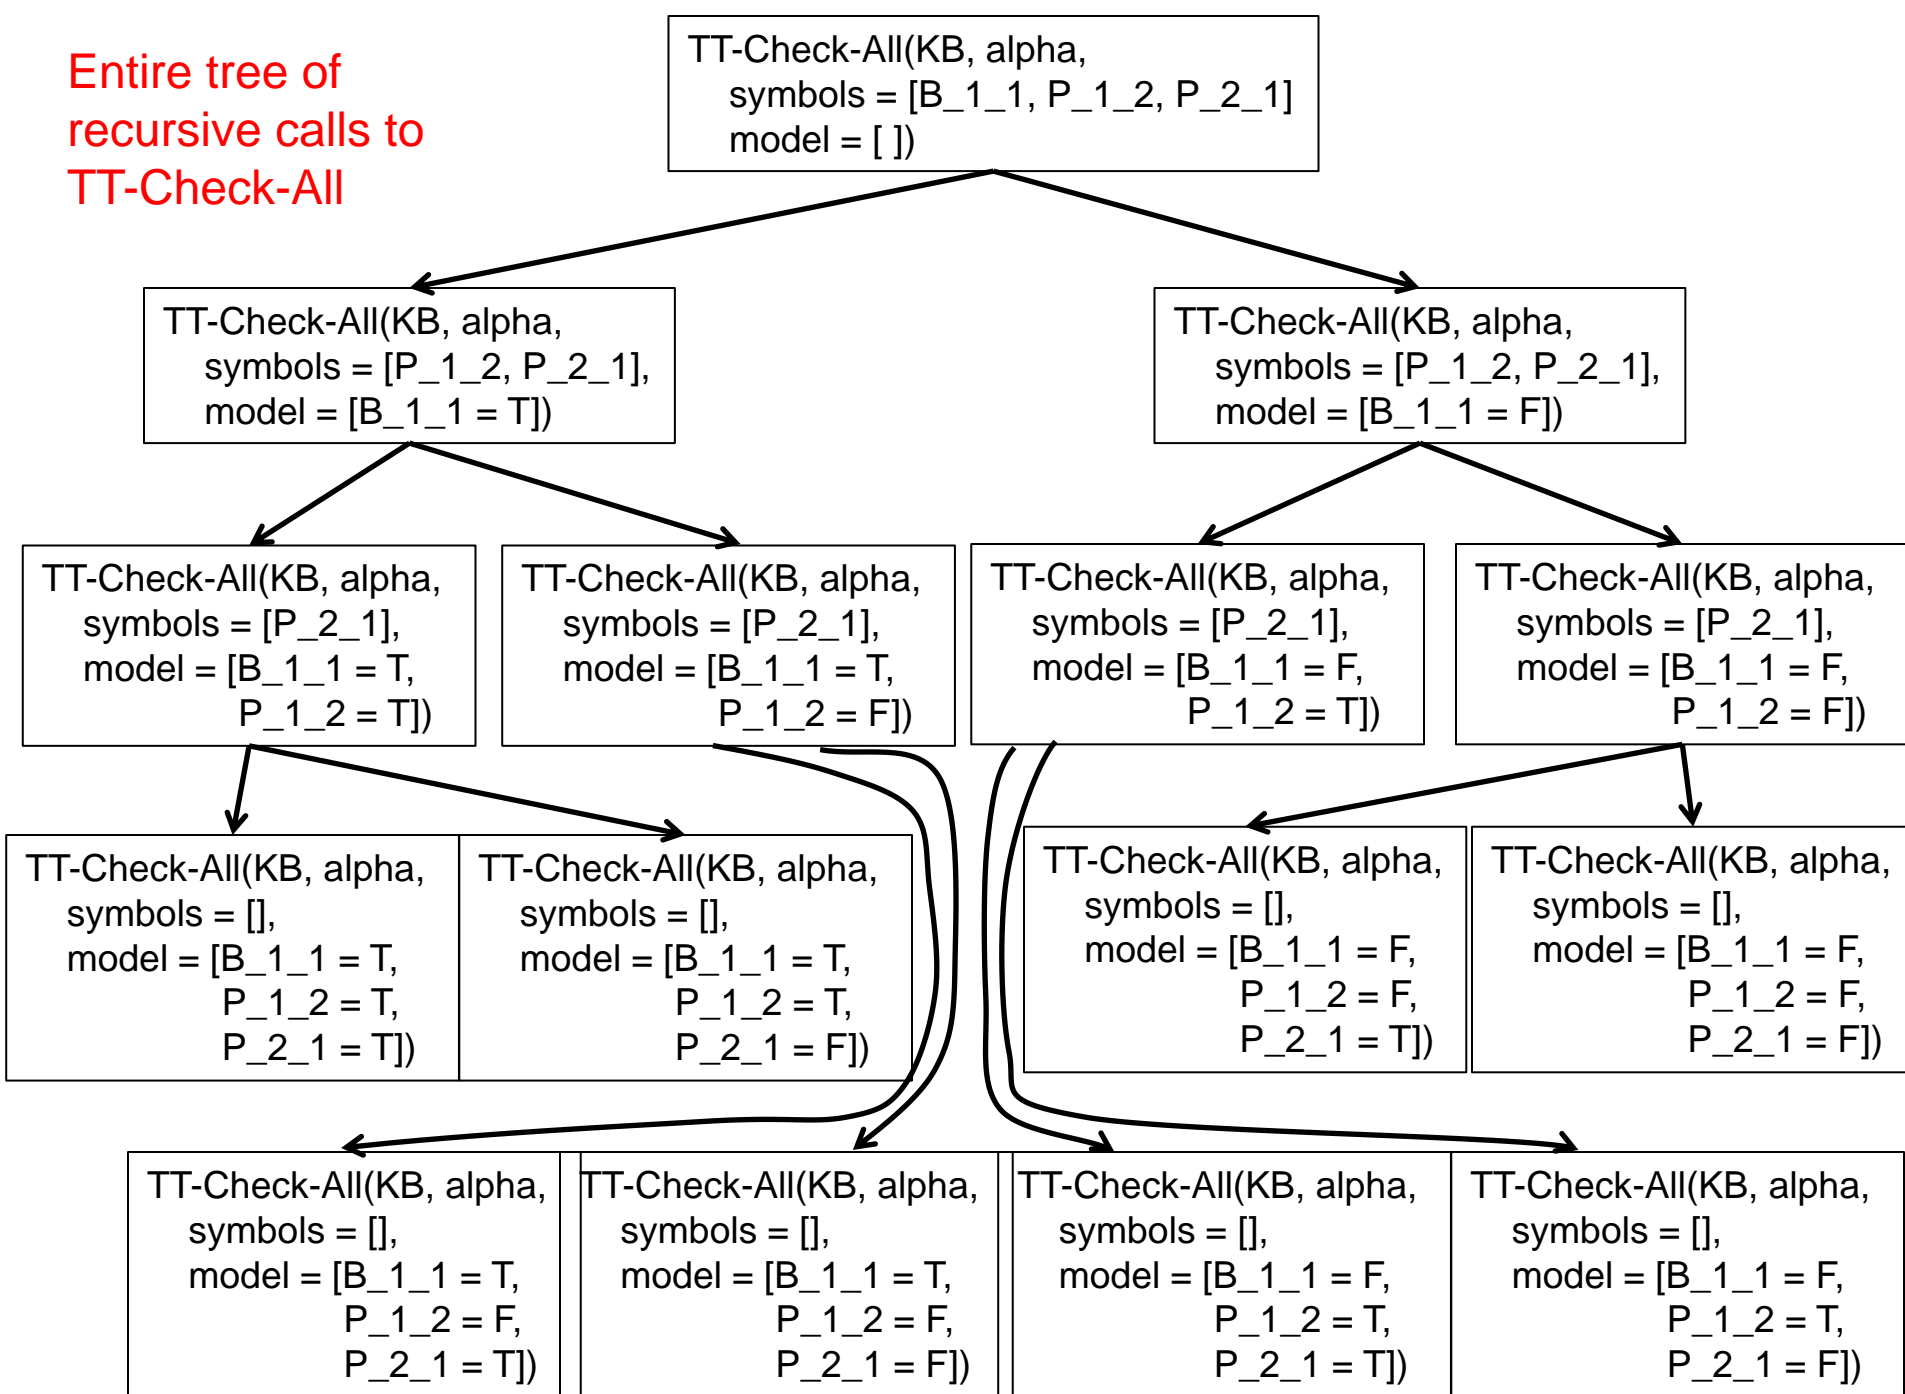 Entire tree of
recursive calls to
TT-Check-All
TT-Check-All(KB, alpha,
symbols = [B_1_1, P_1_2, P_2_1]
model = [ ])
TT-Check-All(KB, alpha,
symbols = [P_1_2, P_2_1],
model = [B_1_1 = T])
TT-Check-All(KB, alpha,
symbols = [P_1_2, P_2_1],
model = [B_1_1 = F])
TT-Check-All(KB, alpha,
symbols = [P_2_1],
model = [B_1_1 = T,
P_1_2 = T])
TT-Check-All(KB, alpha,
symbols = [P_2_1],
model = [B_1_1 = T,
P_1_2 = F])
TT-Check-All(KB, alpha,
symbols = [P_2_1],
model = [B_1_1 = F,
P_1_2 = T])
TT-Check-All(KB, alpha,
symbols = [P_2_1],
model = [B_1_1 = F,
P_1_2 = F])
TT-Check-All(KB, alpha,
symbols = [],
model = [B_1_1 = T,
P_1_2 = T,
P_2_1 = T])
TT-Check-All(KB, alpha,
symbols = [],
model = [B_1_1 = T,
P_1_2 = T,
P_2_1 = F])
TT-Check-All(KB, alpha,
symbols = [],
model = [B_1_1 = F,
P_1_2 = F,
P_2_1 = T])
TT-Check-All(KB, alpha,
symbols = [],
model = [B_1_1 = F,
P_1_2 = F,
P_2_1 = F])
TT-Check-All(KB, alpha,
symbols = [],
model = [B_1_1 = T,
P_1_2 = F,
P_2_1 = T])
TT-Check-All(KB, alpha,
symbols = [],
model = [B_1_1 = T,
P_1_2 = F,
P_2_1 = F])
TT-Check-All(KB, alpha,
symbols = [],
model = [B_1_1 = F,
P_1_2 = T,
P_2_1 = T])
TT-Check-All(KB, alpha,
symbols = [],
model = [B_1_1 = F,
P_1_2 = T,
P_2_1 = F])